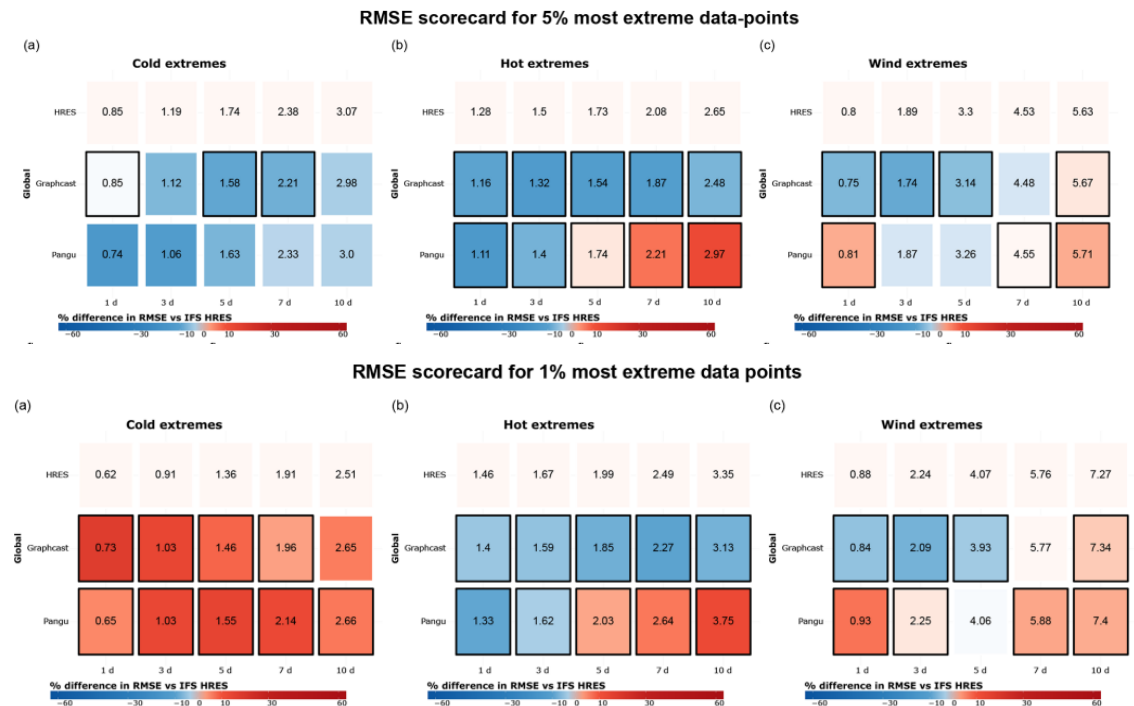 RMSE scorecard for 5% most extreme data-points
(a) (b) (c)
Cold extremes Hot extremes Wind extremes
HRES 0.85 1.19 1.74 2.38 3.07 1.28 1.5 1.73 2.08 2.65 0.8 1.89 3.3 4.53 5.63
Global
Graphcast 0.85 1.12 1.58 2.21 2.98 1.16 1.32 1.54 1.87 2.48 0.75 1.74 3.14 4.48 5.67
Pangu 0.74 1.06 1.63 2.33 3.0 1.11 1.4 1.74 2.21 2.97 0.81 1.87 3.26 4.55 5.71
1 d 3 d 5 d 7 d 10 d 1 d 3 d 5 d 7 d 10 d 1 d 3 d 5 d 7 d 10 d
% difference in RMSE vs IFS HRES % difference in RMSE vs IFS HRES % difference in RMSE vs IFS HRES
−60 −30 −10 0 10 30 60 −60 −30 −10 0 10 30 60 −60 −30 −10 0 10 30 60
RMSE scorecard for 1% most extreme data points
(a) (b) (c)
Cold extremes Hot extremes Wind extremes
HRES 0.62 0.91 1.36 1.91 2.51 1.46 1.67 1.99 2.49 3.35 0.88 2.24 4.07 5.76 7.27
Global
Graphcast 0.73 1.03 1.46 1.96 2.65 1.4 1.59 1.85 2.27 3.13 0.84 2.09 3.93 5.77 7.34
Pangu 0.65 1.03 1.55 2.14 2.66 1.33 1.62 2.03 2.64 3.75 0.93 2.25 4.06 5.88 7.4
1 d 3 d 5 d 7 d 10 d 1 d 3 d 5 d 7 d 10 d 1 d 3 d 5 d 7 d 10 d
% difference in RMSE vs IFS HRES % difference in RMSE vs IFS HRES % difference in RMSE vs IFS HRES
−60 −30 −10 0 10 30 60 −60 −30 −10 0 10 30 60 −60 −30 −10 0 10 30 60